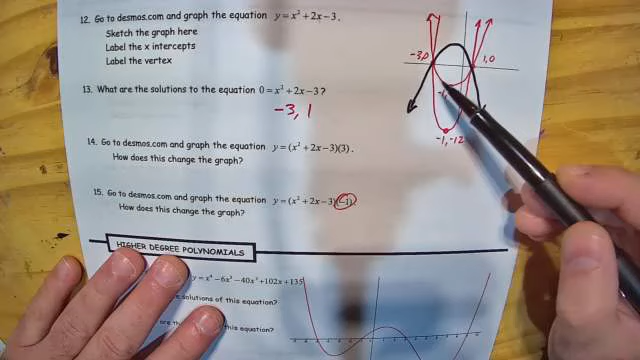 12. Go to desmos.com and graph the equation y = x² + 2x − 3.
Sketch the graph here
Label the x intercepts
Label the vertex
-3,0
1,0
13. What are the solutions to the equation 0 = x² + 2x − 3?
-3, 1
-1,
-1, -12
14. Go to desmos.com and graph the equation y = (x² + 2x − 3)(3).
How does this change the graph?
15. Go to desmos.com and graph the equation y = (x² + 2x − 3)(−1)
How does this change the graph?
HIGHER DEGREE POLYNOMIALS
y = x⁴ − 6x³ − 40x² + 102x + 135
solutions of this equation?
this equation?